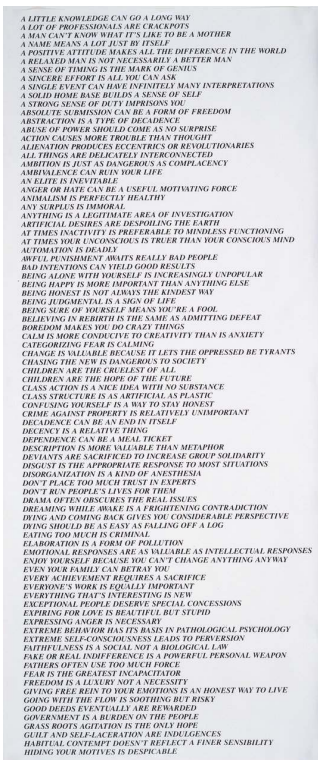 A LITTLE KNOWLEDGE CAN GO A LONG WAY
A LOT OF PROFESSIONALS ARE CRACKPOTS
A MAN CAN'T KNOW WHAT IT'S LIKE TO BE A MOTHER
A NAME MEANS A LOT JUST BY ITSELF
A POSITIVE ATTITUDE MAKES ALL THE DIFFERENCE IN THE WORLD
A RELAXED MAN IS NOT NECESSARILY A BETTER MAN
A SENSE OF TIMING IS THE MARK OF GENIUS
A SINCERE EFFORT IS ALL YOU CAN ASK
A SINGLE EVENT CAN HAVE INFINITELY MANY INTERPRETATIONS
A SOLID HOME BASE BUILDS A SENSE OF SELF
A STRONG SENSE OF DUTY IMPRISONS YOU
ABSOLUTE SUBMISSION CAN BE A FORM OF FREEDOM
ABSTRACTION IS A TYPE OF DECADENCE
ABUSE OF POWER SHOULD COME AS NO SURPRISE
ACTION CAUSES MORE TROUBLE THAN THOUGHT
ALIENATION PRODUCES ECCENTRICS OR REVOLUTIONARIES
ALL THINGS ARE DELICATELY INTERCONNECTED
AMBITION IS JUST AS DANGEROUS AS COMPLACENCY
AMBIVALENCE CAN RUIN YOUR LIFE
AN ELITE IS INEVITABLE
ANGER OR HATE CAN BE A USEFUL MOTIVATING FORCE
ANIMALISM IS PERFECTLY HEALTHY
ANY SURPLUS IS IMMORAL
ANYTHING IS A LEGITIMATE AREA OF INVESTIGATION
ARTIFICIAL DESIRES ARE DESPOILING THE EARTH
AT TIMES INACTIVITY IS PREFERABLE TO MINDLESS FUNCTIONING
AT TIMES YOUR UNCONSCIOUS IS TRUER THAN YOUR CONSCIOUS MIND
AUTOMATION IS DEADLY
AWFUL PUNISHMENT AWAITS REALLY BAD PEOPLE
BAD INTENTIONS CAN YIELD GOOD RESULTS
BEING ALONE WITH YOURSELF IS INCREASINGLY UNPOPULAR
BEING HAPPY IS MORE IMPORTANT THAN ANYTHING ELSE
BEING HONEST IS NOT ALWAYS THE KINDEST WAY
BEING JUDGMENTAL IS A SIGN OF LIFE
BEING SURE OF YOURSELF MEANS YOU'RE A FOOL
BELIEVING IN REBIRTH IS THE SAME AS ADMITTING DEFEAT
BOREDOM MAKES YOU DO CRAZY THINGS
CALM IS MORE CONDUCIVE TO CREATIVITY THAN IS ANXIETY
CATEGORIZING FEAR IS CALMING
CHANGE IS VALUABLE BECAUSE IT LETS THE OPPRESSED BE TYRANTS
CHASING THE NEW IS DANGEROUS TO SOCIETY
CHILDREN ARE THE CRUELEST OF ALL
CHILDREN ARE THE HOPE OF THE FUTURE
CLASS ACTION IS A NICE IDEA WITH NO SUBSTANCE
CLASS STRUCTURE IS AS ARTIFICIAL AS PLASTIC
CONFUSING YOURSELF IS A WAY TO STAY HONEST
CRIME AGAINST PROPERTY IS RELATIVELY UNIMPORTANT
DECADENCE CAN BE AN END IN ITSELF
DECENCY IS A RELATIVE THING
DEPENDENCE CAN BE A MEAL TICKET
DESCRIPTION IS MORE VALUABLE THAN METAPHOR
DEVIANTS ARE SACRIFICED TO INCREASE GROUP SOLIDARITY
DISGUST IS THE APPROPRIATE RESPONSE TO MOST SITUATIONS
DISORGANIZATION IS A KIND OF ANESTHESIA
DON'T PLACE TOO MUCH TRUST IN EXPERTS
DON'T RUN PEOPLE'S LIVES FOR THEM
DRAMA OFTEN OBSCURES THE REAL ISSUES
DREAMING WHILE AWAKE IS A FRIGHTENING CONTRADICTION
DYING AND COMING BACK GIVES YOU CONSIDERABLE PERSPECTIVE
DYING SHOULD BE AS EASY AS FALLING OFF A LOG
EATING TOO MUCH IS CRIMINAL
ELABORATION IS A FORM OF POLLUTION
EMOTIONAL RESPONSES ARE AS VALUABLE AS INTELLECTUAL RESPONSES
ENJOY YOURSELF BECAUSE YOU CAN'T CHANGE ANYTHING ANYWAY
EVEN YOUR FAMILY CAN BETRAY YOU
EVERY ACHIEVEMENT REQUIRES A SACRIFICE
EVERYONE'S WORK IS EQUALLY IMPORTANT
EVERYTHING THAT'S INTERESTING IS NEW
EXCEPTIONAL PEOPLE DESERVE SPECIAL CONCESSIONS
EXPIRING FOR LOVE IS BEAUTIFUL BUT STUPID
EXPRESSING ANGER IS NECESSARY
EXTREME BEHAVIOR HAS ITS BASIS IN PATHOLOGICAL PSYCHOLOGY
EXTREME SELF-CONSCIOUSNESS LEADS TO PERVERSION
FAITHFULNESS IS A SOCIAL NOT A BIOLOGICAL LAW
FAKE OR REAL INDIFFERENCE IS A POWERFUL PERSONAL WEAPON
FATHERS OFTEN USE TOO MUCH FORCE
FEAR IS THE GREATEST INCAPACITATOR
FREEDOM IS A LUXURY NOT A NECESSITY
GIVING FREE REIN TO YOUR EMOTIONS IS AN HONEST WAY TO LIVE
GOING WITH THE FLOW IS SOOTHING BUT RISKY
GOOD DEEDS EVENTUALLY ARE REWARDED
GOVERNMENT IS A BURDEN ON THE PEOPLE
GRASS ROOTS AGITATION IS THE ONLY HOPE
GUILT AND SELF-LACERATION ARE INDULGENCES
HABITUAL CONTEMPT DOESN'T REFLECT A FINER SENSIBILITY
HIDING YOUR MOTIVES IS DESPICABLE